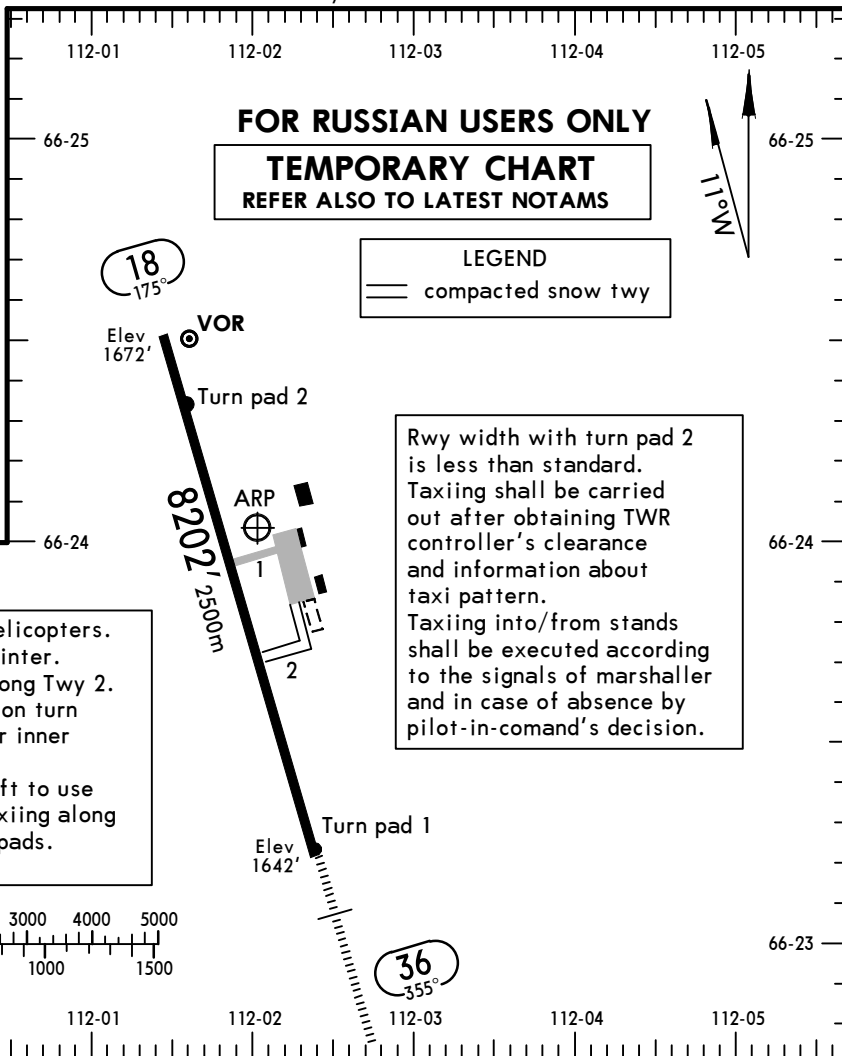 112-01 112-02 112-03 112-04 112-05
FOR RUSSIAN USERS ONLY
66-25 66-25
TEMPORARY CHART
REFER ALSO TO LATEST NOTAMS
11°W
LEGEND
compacted snow twy
18
175°
VOR
Elev
1672'
Turn pad 2
Rwy width with turn pad 2
is less than standard.
Taxiing shall be carried
out after obtaining TWR
controller's clearance
and information about
taxi pattern.
Taxiing into/from stands
shall be executed according
to the signals of marshaller
and in case of absence by
pilot-in-comand's decision.
ARP
8202' 2500m
66-24 66-24
1
2
elicopters.
inter.
ong Twy 2.
on turn
r inner
ft to use
xiing along
pads.
Turn pad 1
Elev
1642'
3000 4000 5000
1000 1500
66-23
36
355°
112-01 112-02 112-03 112-04 112-05